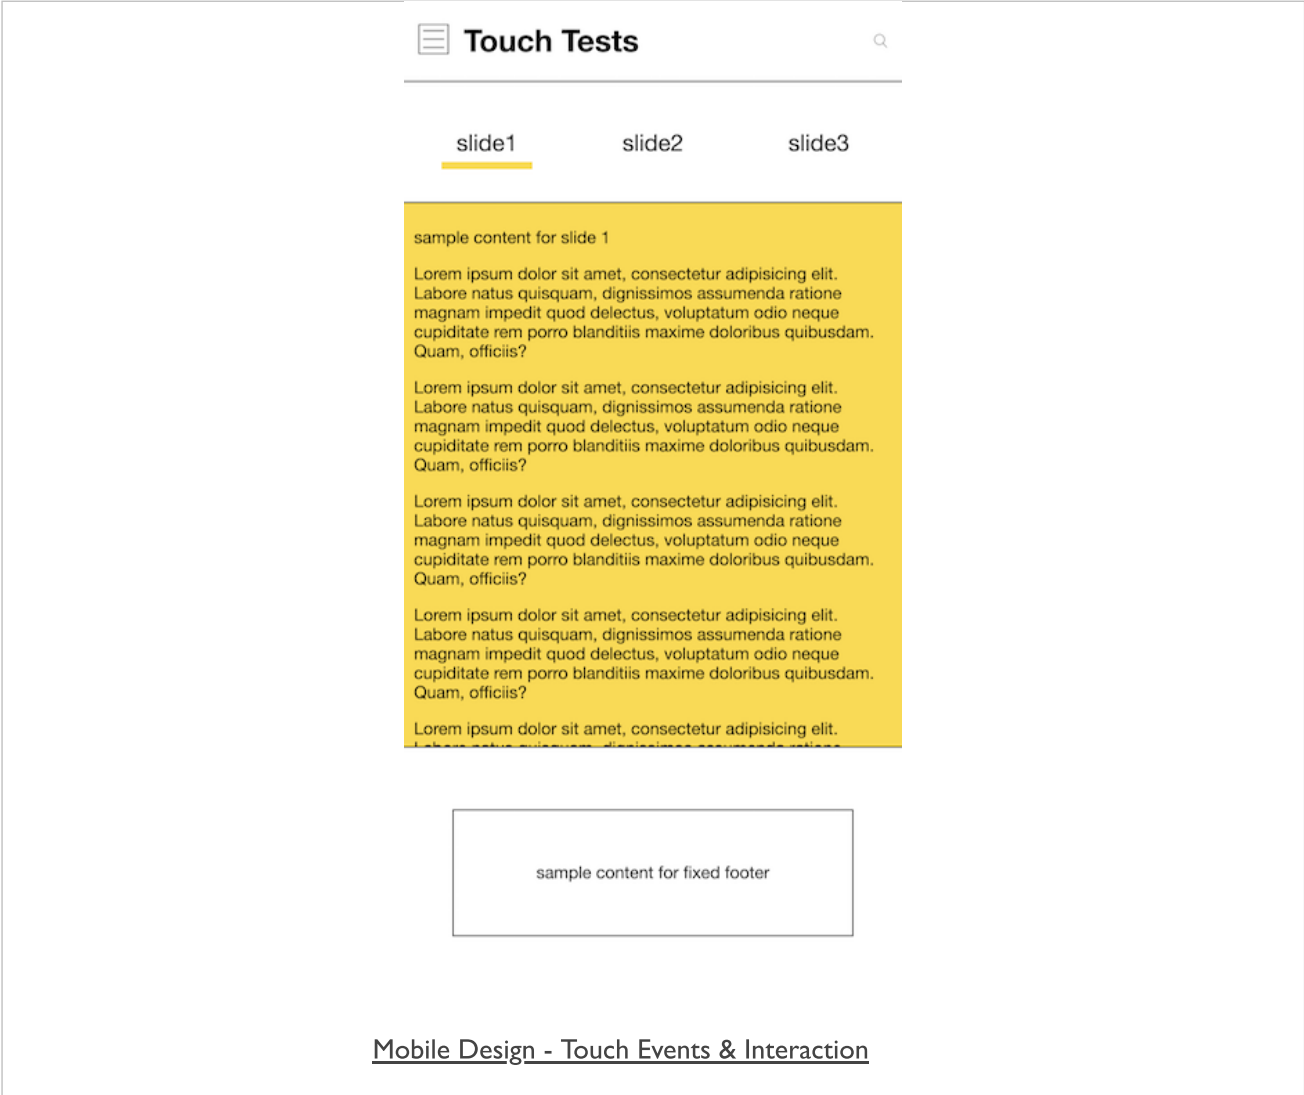 Touch Tests
slide1 slide2 slide3
sample content for slide 1
Lorem ipsum dolor sit amet, consectetur adipisicing elit.
Labore natus quisquam, dignissimos assumenda ratione
magnam impedit quod delectus, voluptatum odio neque
cupiditate rem porro blanditiis maxime doloribus quibusdam.
Quam, officiis?
Lorem ipsum dolor sit amet, consectetur adipisicing elit.
Labore natus quisquam, dignissimos assumenda ratione
magnam impedit quod delectus, voluptatum odio neque
cupiditate rem porro blanditiis maxime doloribus quibusdam.
Quam, officiis?
Lorem ipsum dolor sit amet, consectetur adipisicing elit.
Labore natus quisquam, dignissimos assumenda ratione
magnam impedit quod delectus, voluptatum odio neque
cupiditate rem porro blanditiis maxime doloribus quibusdam.
Quam, officiis?
Lorem ipsum dolor sit amet, consectetur adipisicing elit.
Labore natus quisquam, dignissimos assumenda ratione
magnam impedit quod delectus, voluptatum odio neque
cupiditate rem porro blanditiis maxime doloribus quibusdam.
Quam, officiis?
Lorem ipsum dolor sit amet, consectetur adipisicing elit.
sample content for fixed footer
Mobile Design - Touch Events & Interaction